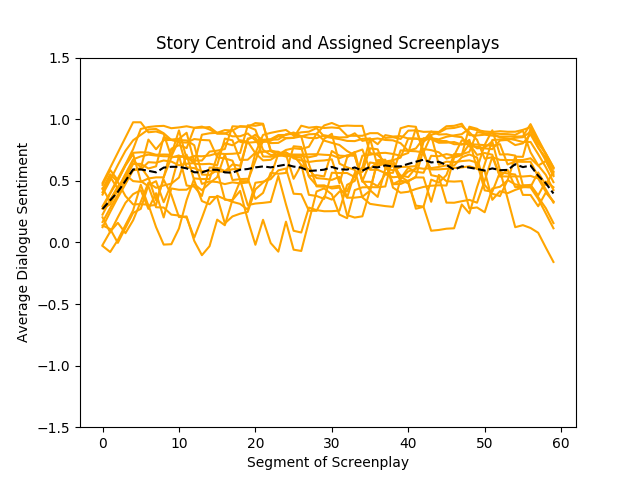 Story Centroid and Assigned Screenplays
Average Dialogue Sentiment
1.5
1.0
0.5
0.0
−0.5
−1.0
−1.5
0 10 20 30 40 50 60
Segment of Screenplay